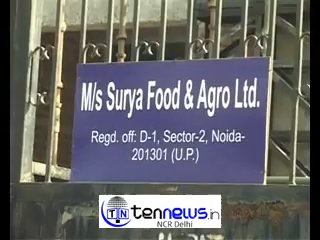 M/s Surya Food & Agro Ltd.
Regd. off: D-1, Sector-2, Noida-
201301 (U.P.)
TN tennews.in
NCR Delhi